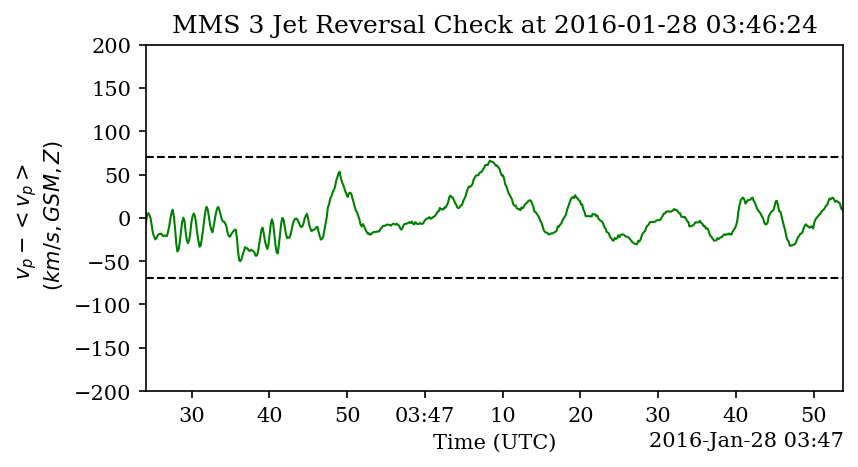 MMS 3 Jet Reversal Check at 2016-01-28 03:46:24
200
150
100
50
0
−50
−100
−150
−200
v_p − < v_p >
(km/s, GSM, Z)
30 40 50 03:47 10 20 30 40 50
Time (UTC)
2016-Jan-28 03:47